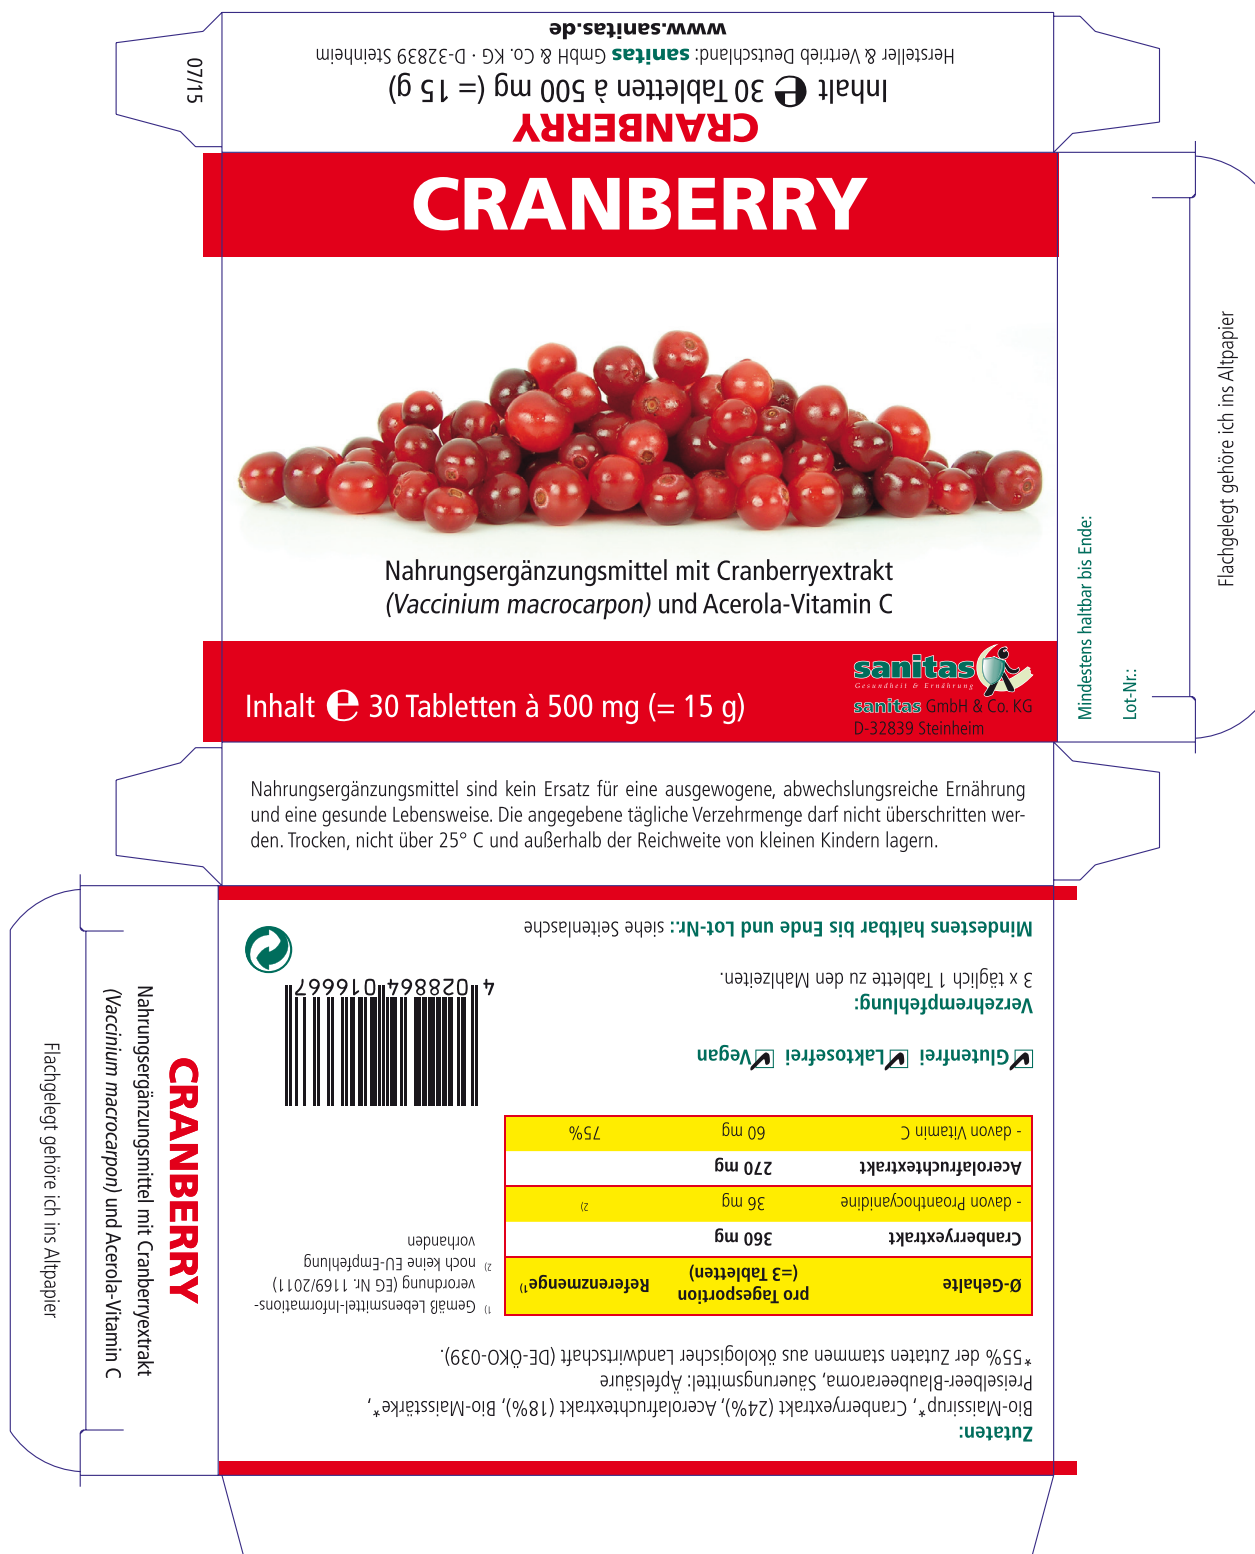 07/15
CRANBERRY
Inhalt ℮ 30 Tabletten à 500 mg (= 15 g)
Hersteller & Vertrieb Deutschland: sanitas GmbH & Co. KG · D-32839 Steinheim
www.sanitas.de
CRANBERRY
Nahrungsergänzungsmittel mit Cranberryextrakt
(Vaccinium macrocarpon) und Acerola-Vitamin C
Inhalt ℮ 30 Tabletten à 500 mg (= 15 g)
sanitas
Gesundheit & Ernährung
sanitas GmbH & Co. KG
D-32839 Steinheim
Mindestens haltbar bis Ende:
Lot-Nr.:
Flachgelegt gehöre ich ins Altpapier
Nahrungsergänzungsmittel sind kein Ersatz für eine ausgewogene, abwechslungsreiche Ernährung
und eine gesunde Lebensweise. Die angegebene tägliche Verzehrmenge darf nicht überschritten wer-
den. Trocken, nicht über 25° C und außerhalb der Reichweite von kleinen Kindern lagern.
Zutaten:
Bio-Maissirup*, Cranberryextrakt (24%), Acerolafruchtextrakt (18%), Bio-Maisstärke*,
Preiselbeer-Blaubeeraroma, Säuerungsmittel: Äpfelsäure
*55% der Zutaten stammen aus ökologischer Landwirtschaft (DE-ÖKO-039).
Ø-Gehalte pro Tagesportion (=3 Tabletten) Referenzmenge1)
Cranberryextrakt 360 mg
- davon Proanthocyanidine 36 mg 2)
Acerolafruchtextrakt 270 mg
- davon Vitamin C 60 mg 75%
1) Gemäß Lebensmittel-Informations-
verordnung (EG Nr. 1169/2011)
2) noch keine EU-Empfehlung
vorhanden
Glutenfrei Laktosefrei Vegan
Verzehrempfehlung:
3 x täglich 1 Tablette zu den Mahlzeiten.
4 028864 016667
Mindestens haltbar bis Ende und Lot-Nr.: siehe Seitenlasche
CRANBERRY
Nahrungsergänzungsmittel mit Cranberryextrakt
(Vaccinium macrocarpon) und Acerola-Vitamin C
Flachgelegt gehöre ich ins Altpapier